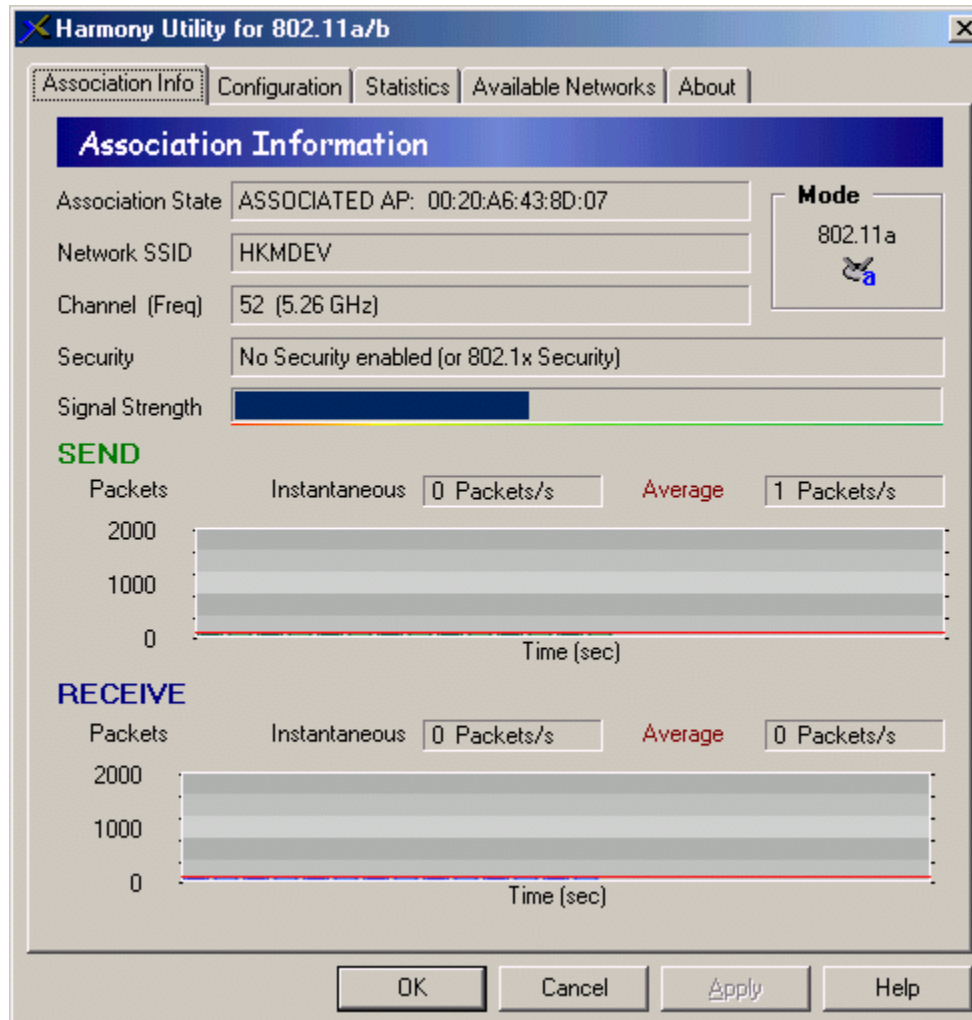 Harmony Utility for 802.11a/b
Association Info Configuration Statistics Available Networks About
Association Information
Association State ASSOCIATED AP: 00:20:A6:43:8D:07
Mode
802.11a
a
Network SSID HKMDEV
Channel (Freq) 52 (5.26 GHz)
Security No Security enabled (or 802.1x Security)
Signal Strength
SEND
Packets Instantaneous 0 Packets/s Average 1 Packets/s
2000
1000
0
Time (sec)
RECEIVE
Packets Instantaneous 0 Packets/s Average 0 Packets/s
2000
1000
0
Time (sec)
OK Cancel Apply Help